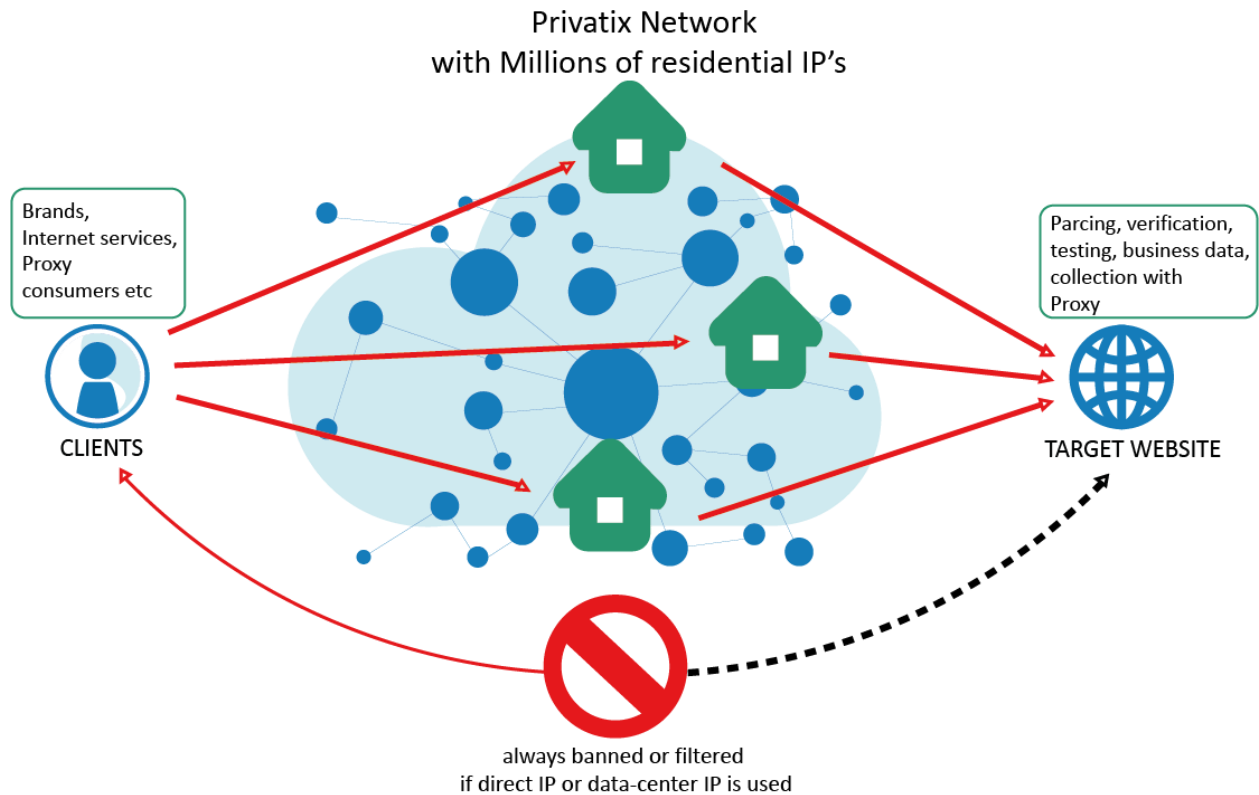 Privatix Network
with Millions of residential IP's
Brands,
Internet services,
Proxy
consumers etc
Parcing, verification,
testing, business data,
collection with
Proxy
CLIENTS
TARGET WEBSITE
always banned or filtered
if direct IP or data-center IP is used